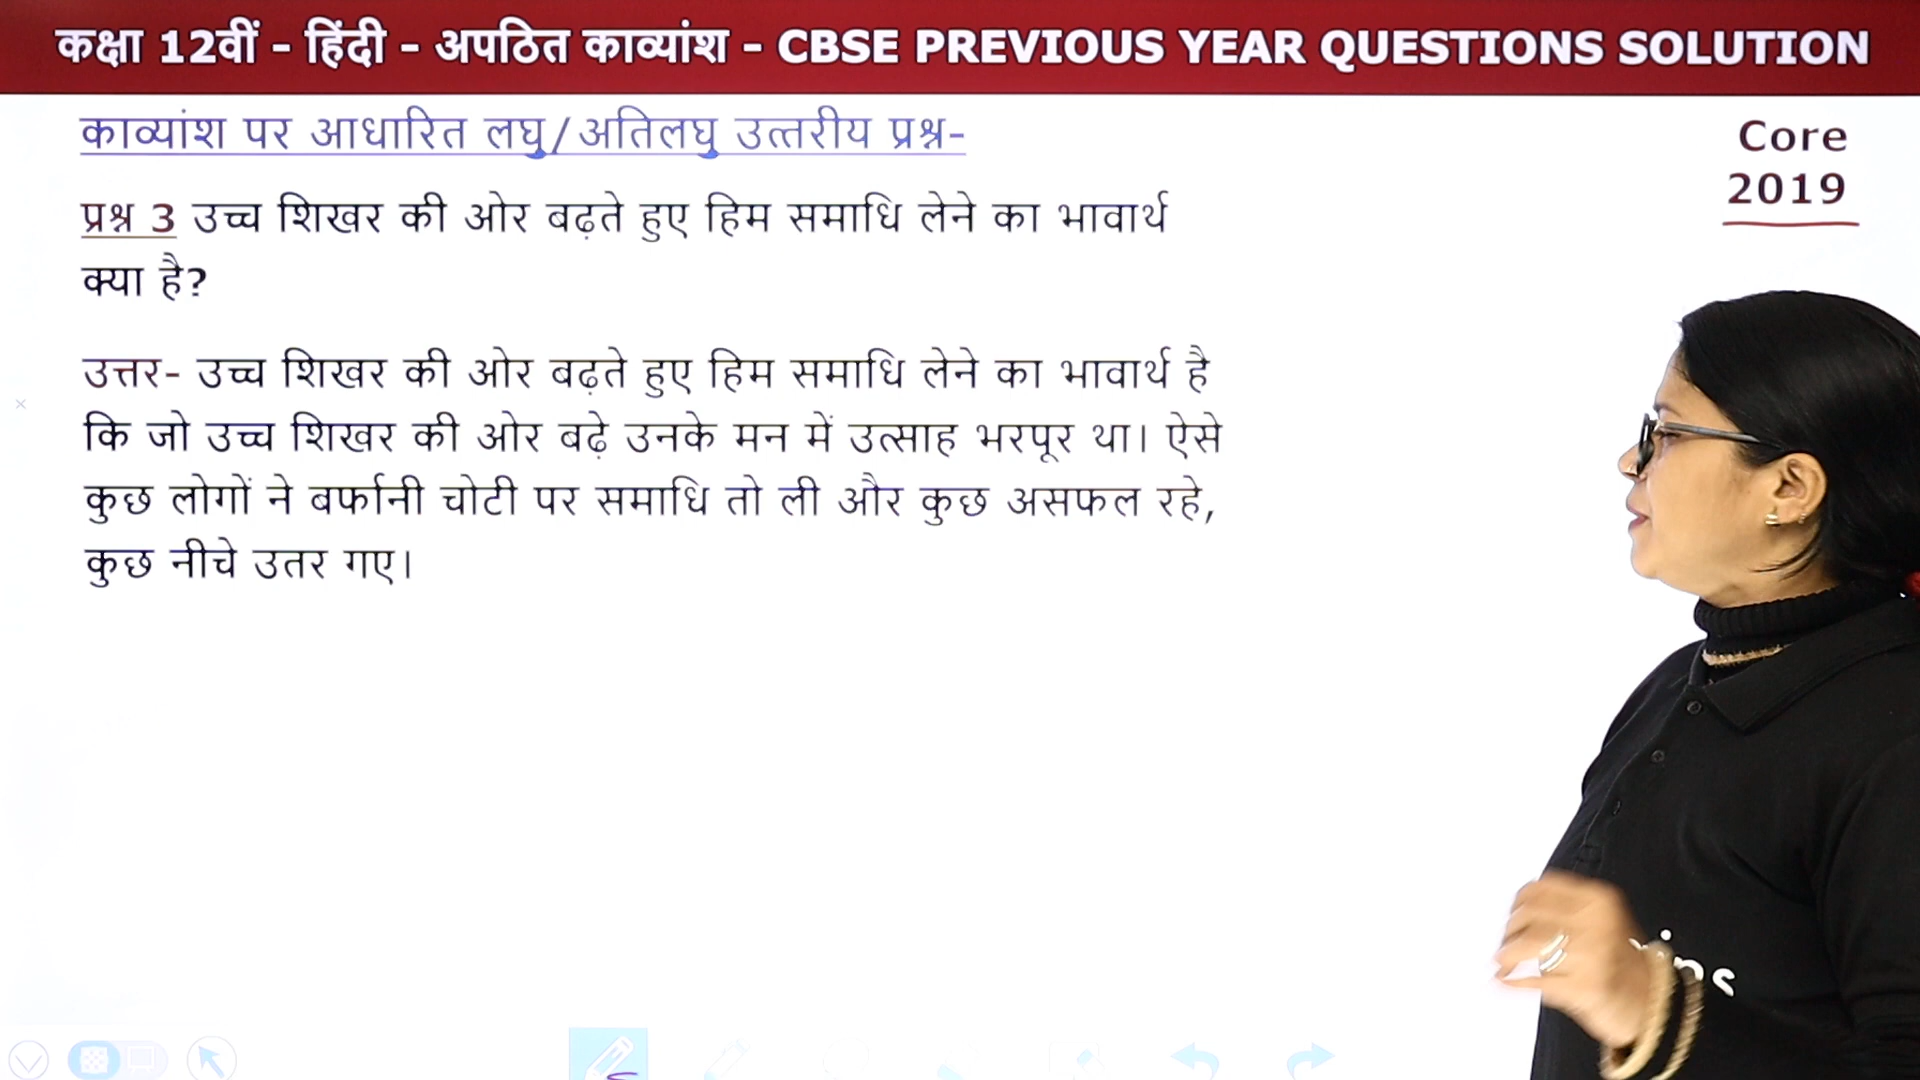 कक्षा 12वीं - हिंदी - अपठित काव्यांश - CBSE PREVIOUS YEAR QUESTIONS SOLUTION
काव्यांश पर आधारित लघु/अतिलघु उत्तरीय प्रश्न-
Core
2019
प्रश्न 3 उच्च शिखर की ओर बढ़ते हुए हिम समाधि लेने का भावार्थ
क्या है?
उत्तर- उच्च शिखर की ओर बढ़ते हुए हिम समाधि लेने का भावार्थ है
कि जो उच्च शिखर की ओर बढ़े उनके मन में उत्साह भरपूर था। ऐसे
कुछ लोगों ने बर्फानी चोटी पर समाधि तो ली और कुछ असफल रहे,
कुछ नीचे उतर गए।